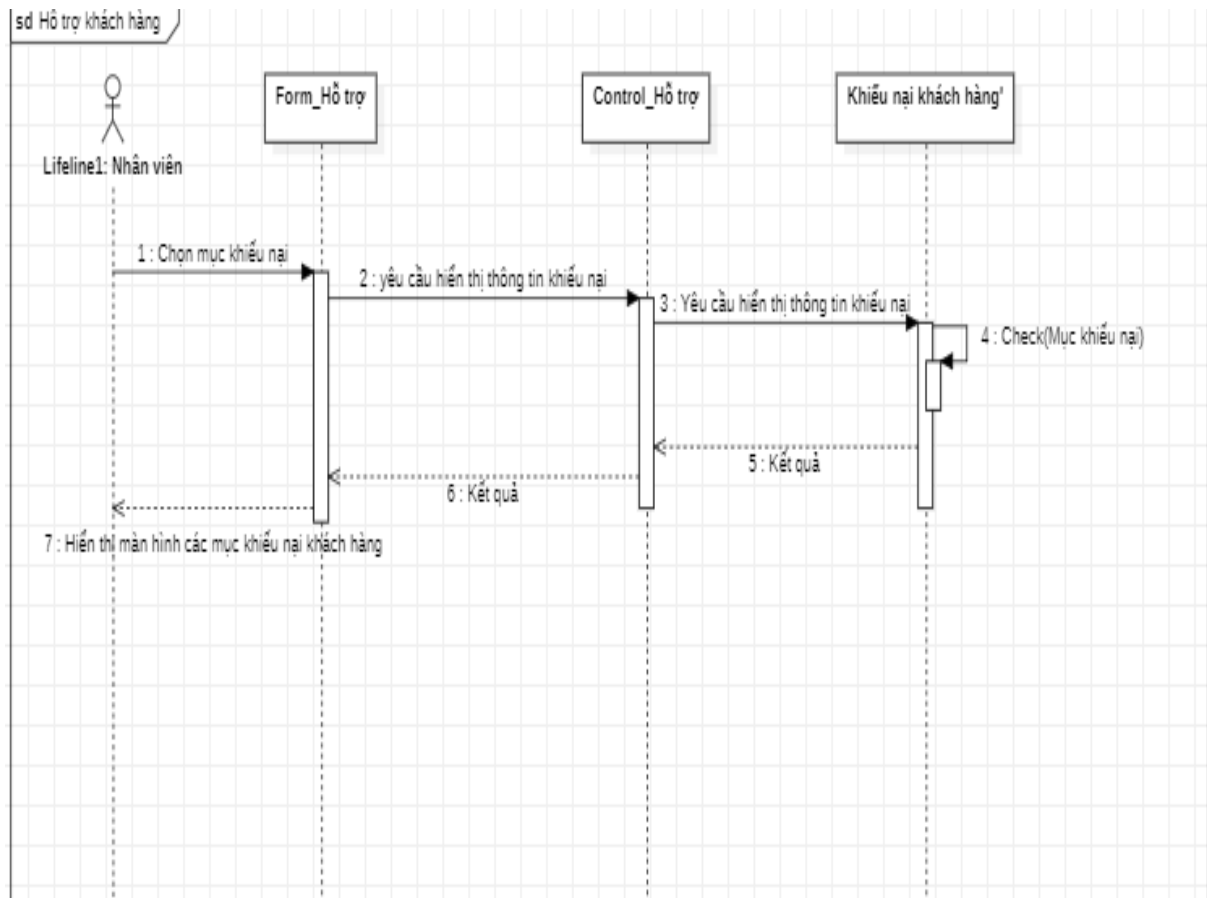 sd Hỗ trợ khách hàng
Form_Hỗ trợ
Control_Hỗ trợ
Khiếu nại khách hàng'
Lifeline1: Nhân viên
1 : Chọn mục khiếu nại
2 : yêu cầu hiển thị thông tin khiếu nại
3 : Yêu cầu hiển thị thông tin khiếu nại
4 : Check(Mục khiếu nại)
5 : Kết quả
6 : Kết quả
7 : Hiển thị màn hình các mục khiếu nại khách hàng